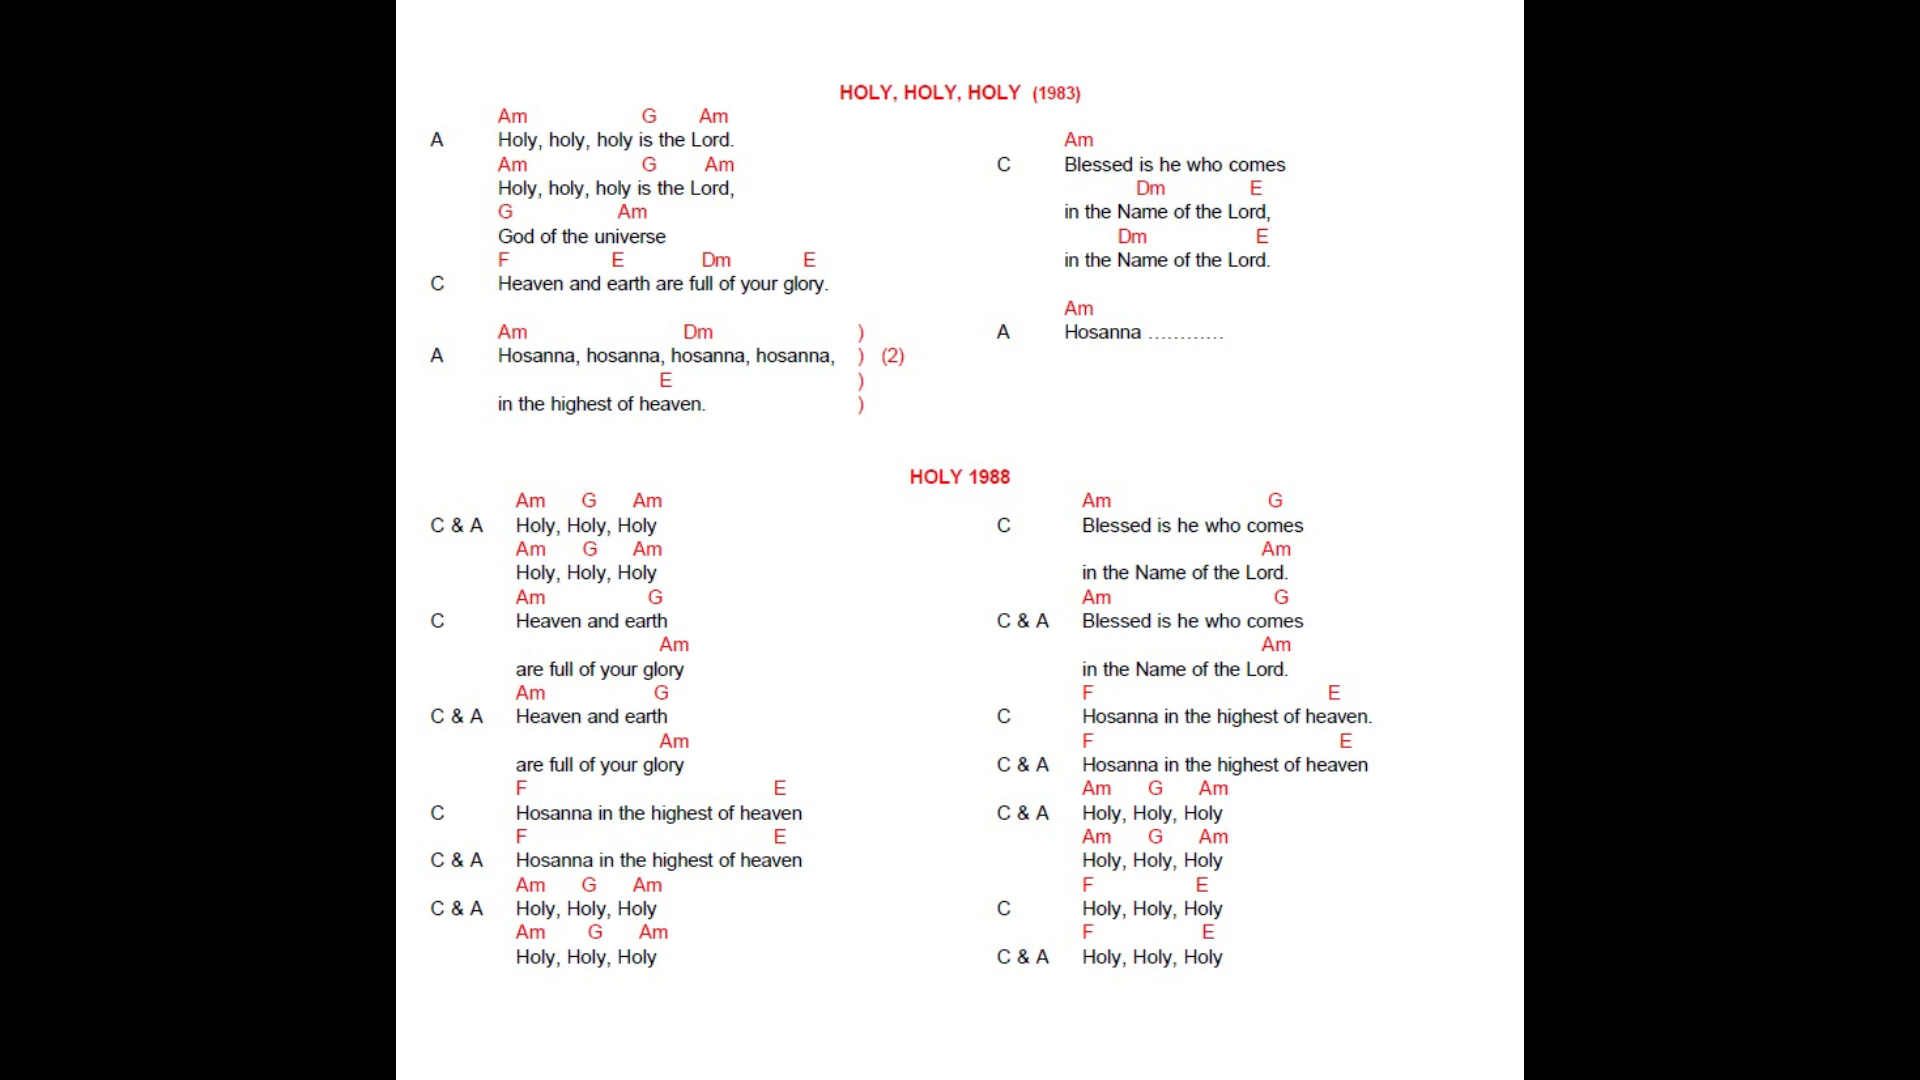 HOLY, HOLY, HOLY (1983)
Am G Am
A Holy, holy, holy is the Lord.
Am G Am
Holy, holy, holy is the Lord,
G Am
God of the universe
F E Dm E
C Heaven and earth are full of your glory.
Am Dm )
A Hosanna, hosanna, hosanna, hosanna, ) (2)
E )
in the highest of heaven. )
Am
C Blessed is he who comes
Dm E
in the Name of the Lord,
Dm E
in the Name of the Lord.
Am
A Hosanna …………
HOLY 1988
Am G Am
C & A Holy, Holy, Holy
Am G Am
Holy, Holy, Holy
Am G
C Heaven and earth
Am
are full of your glory
Am G
C & A Heaven and earth
Am
are full of your glory
F E
C Hosanna in the highest of heaven
F E
C & A Hosanna in the highest of heaven
Am G Am
C & A Holy, Holy, Holy
Am G Am
Holy, Holy, Holy
Am G
C Blessed is he who comes
Am
in the Name of the Lord.
Am G
C & A Blessed is he who comes
Am
in the Name of the Lord.
F E
C Hosanna in the highest of heaven.
F E
C & A Hosanna in the highest of heaven
Am G Am
C & A Holy, Holy, Holy
Am G Am
Holy, Holy, Holy
F E
C Holy, Holy, Holy
F E
C & A Holy, Holy, Holy